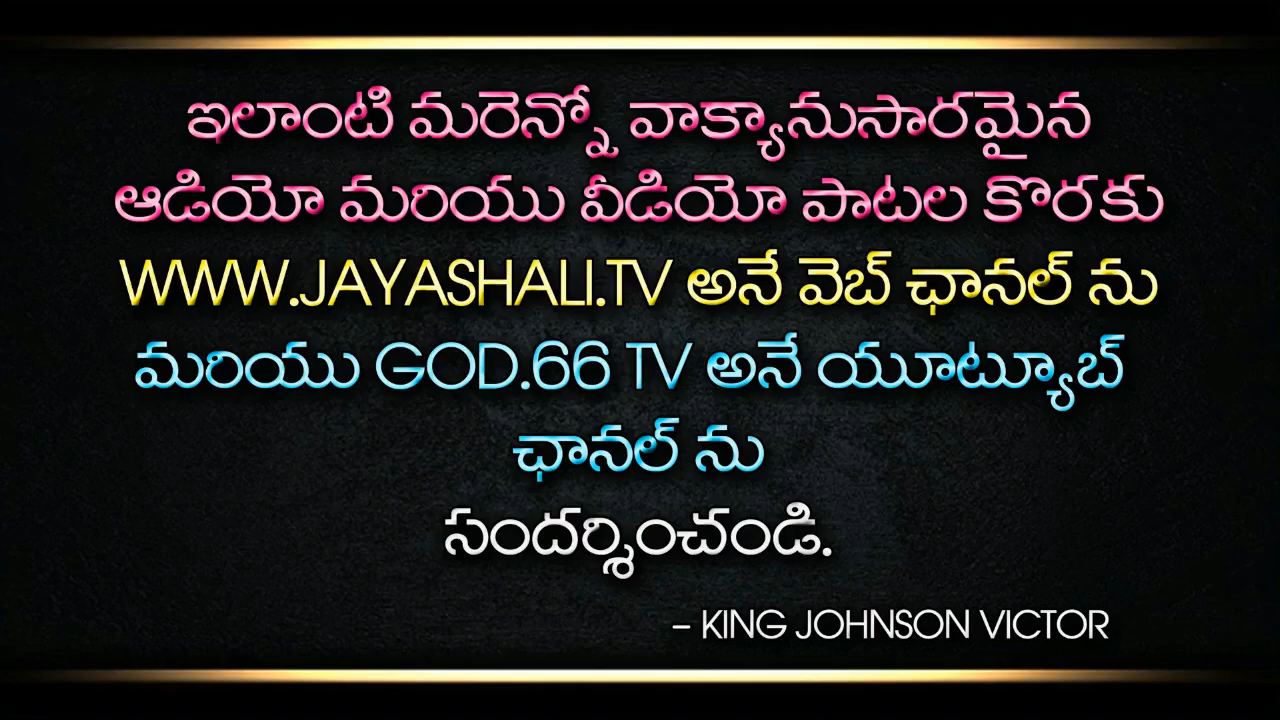 ఇలాంటి మరెన్నో వాక్యానుసారమైన
ఆడియో మరియు వీడియో పాటల కొరకు
WWW.JAYASHALI.TV అనే వెబ్ ఛానల్ ను
మరియు GOD.66 TV అనే యూట్యూబ్
ఛానల్ ను
సందర్శించండి.
– KING JOHNSON VICTOR